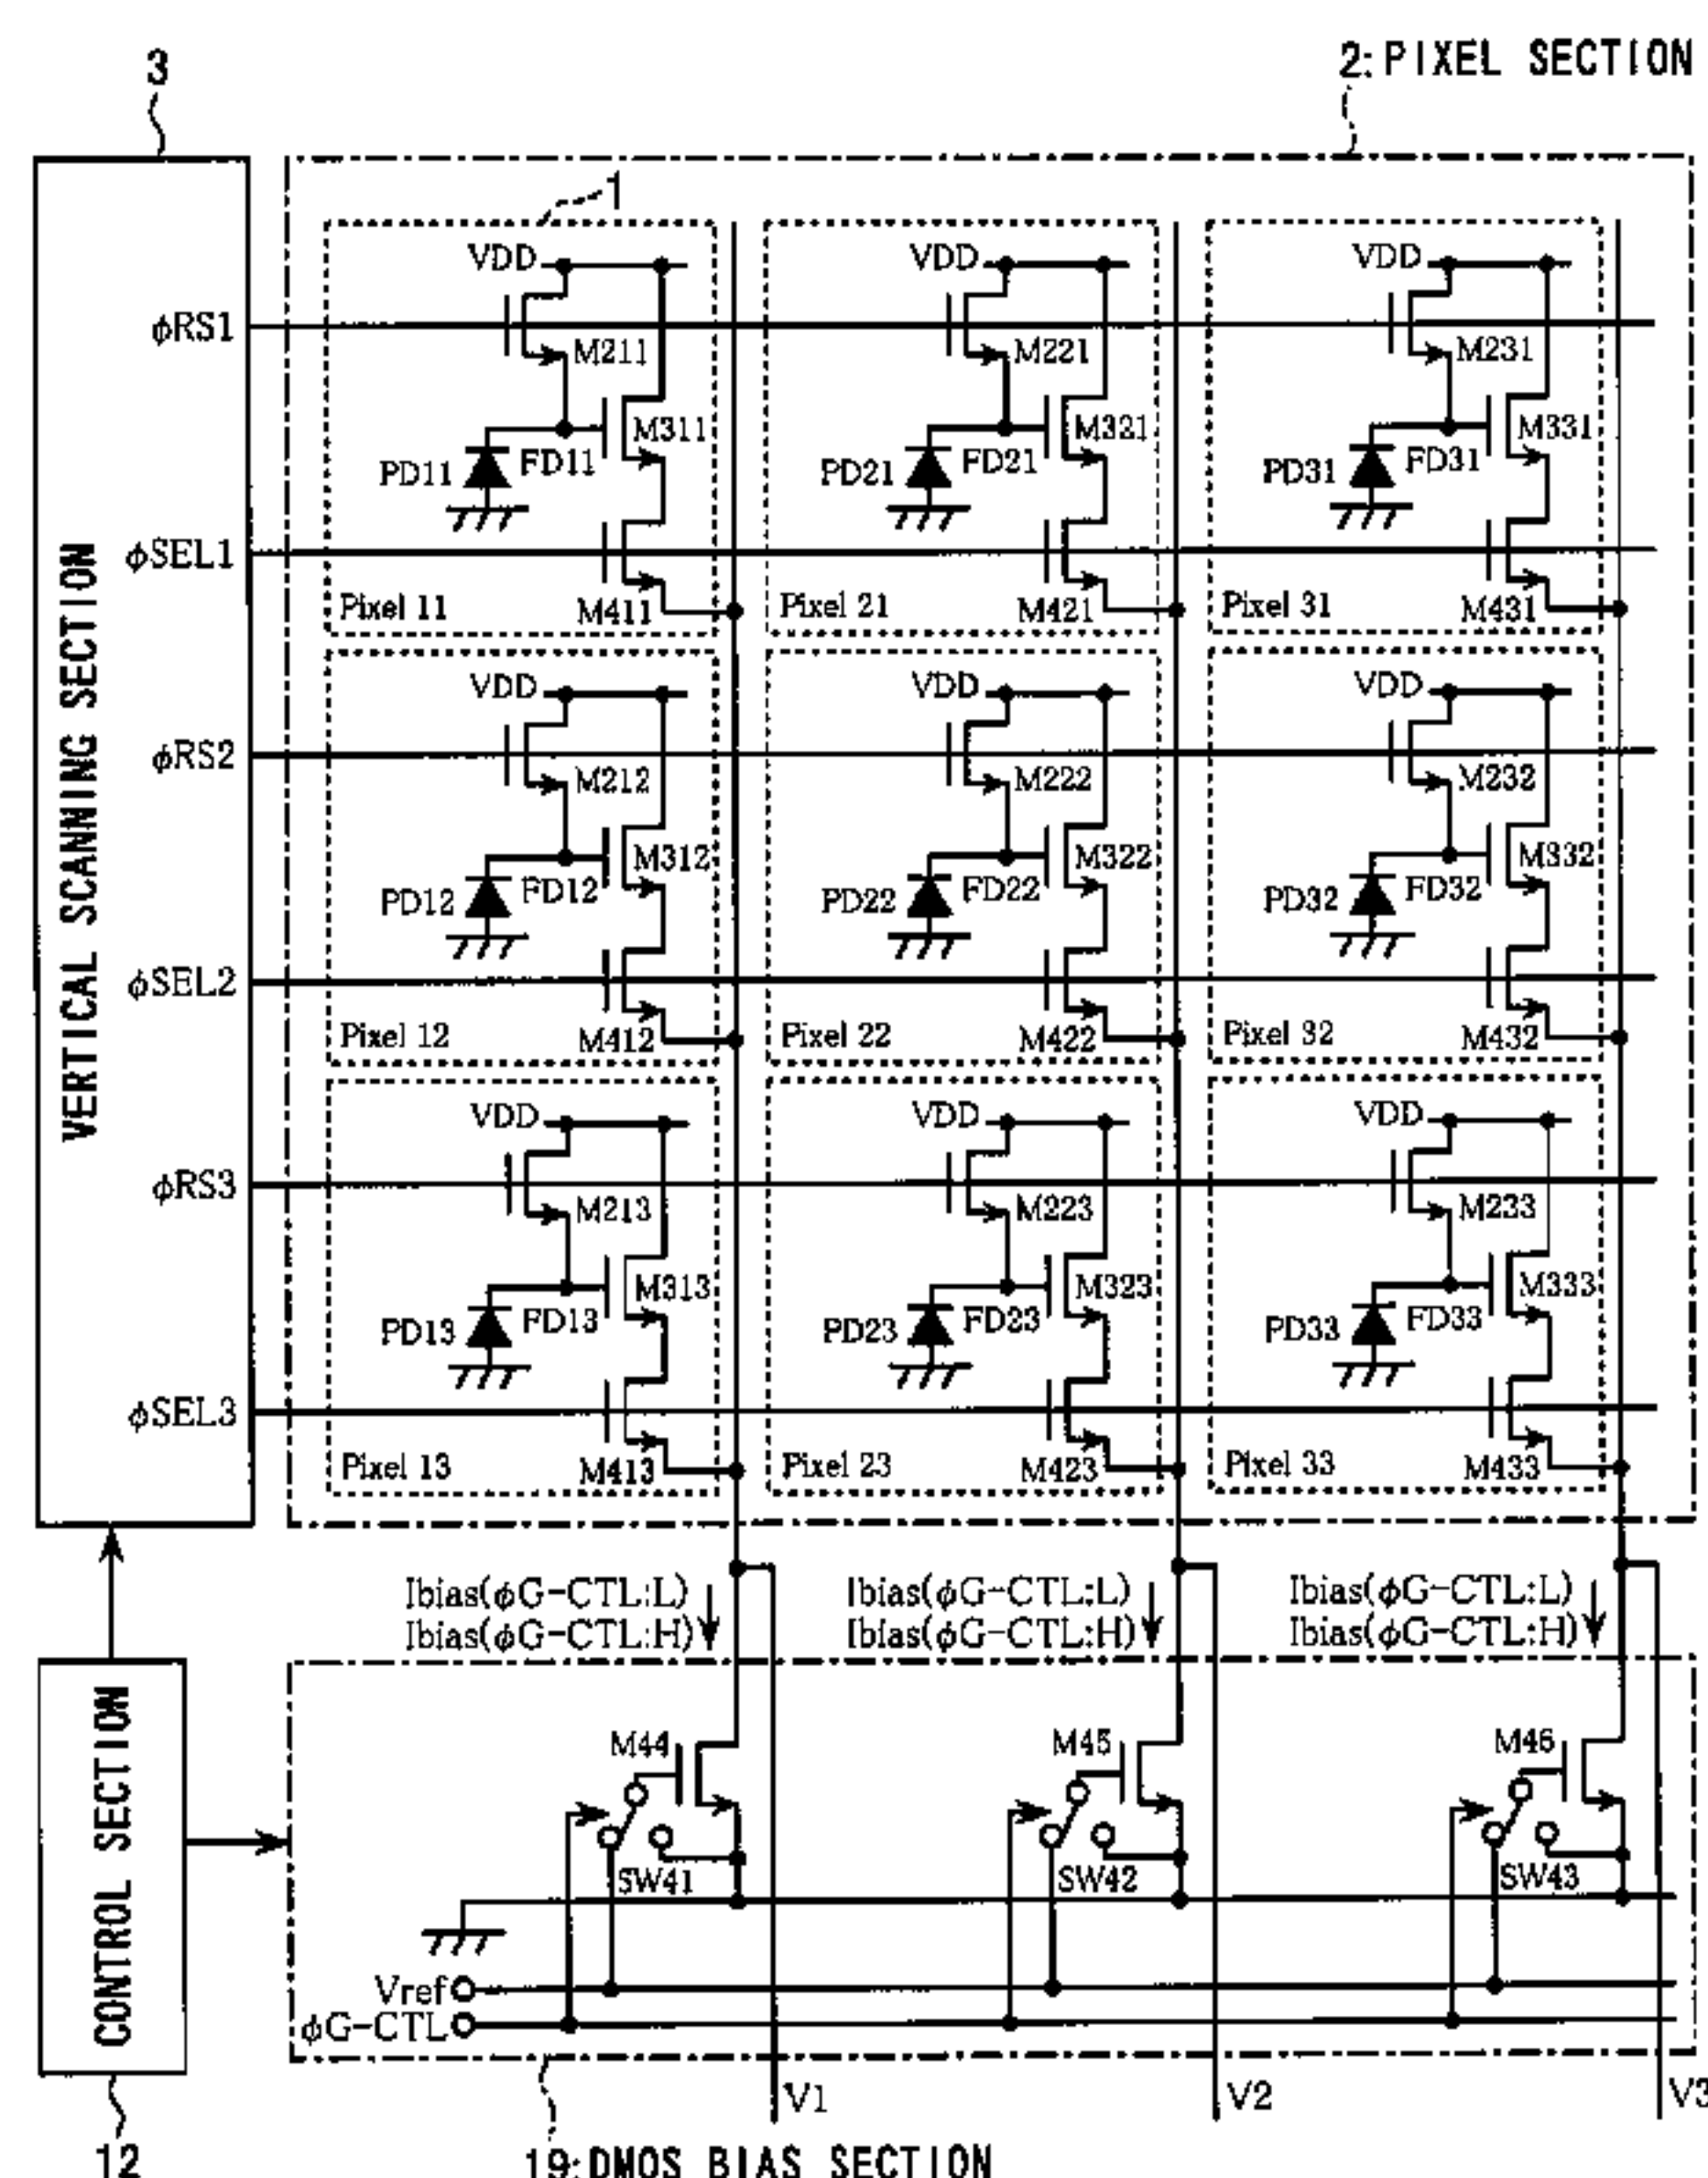 3
2: PIXEL SECTION
1
VERTICAL SCANNING SECTION
VDD
VDD
VDD
φRS1
M211
M221
M231
M311
M321
M331
PD11
FD11
PD21
FD21
PD31
FD31
φSEL1
Pixel 11
M411
Pixel 21
M421
Pixel 31
M431
VDD
VDD
VDD
φRS2
M212
M222
M232
M312
M322
M332
PD12
FD12
PD22
FD22
PD32
FD32
φSEL2
Pixel 12
M412
Pixel 22
M422
Pixel 32
M432
VDD
VDD
VDD
φRS3
M213
M223
M233
M313
M323
M333
PD13
FD13
PD23
FD23
PD33
FD33
φSEL3
Pixel 13
M413
Pixel 23
M423
Pixel 33
M433
Ibias(φG-CTL:L)
Ibias(φG-CTL:H)
Ibias(φG-CTL:L)
Ibias(φG-CTL:H)
Ibias(φG-CTL:L)
Ibias(φG-CTL:H)
CONTROL SECTION
M44
M45
M46
SW41
SW42
SW43
Vref
φG-CTL
V1
V2
V3
12
19: DMOS BIAS SECTION